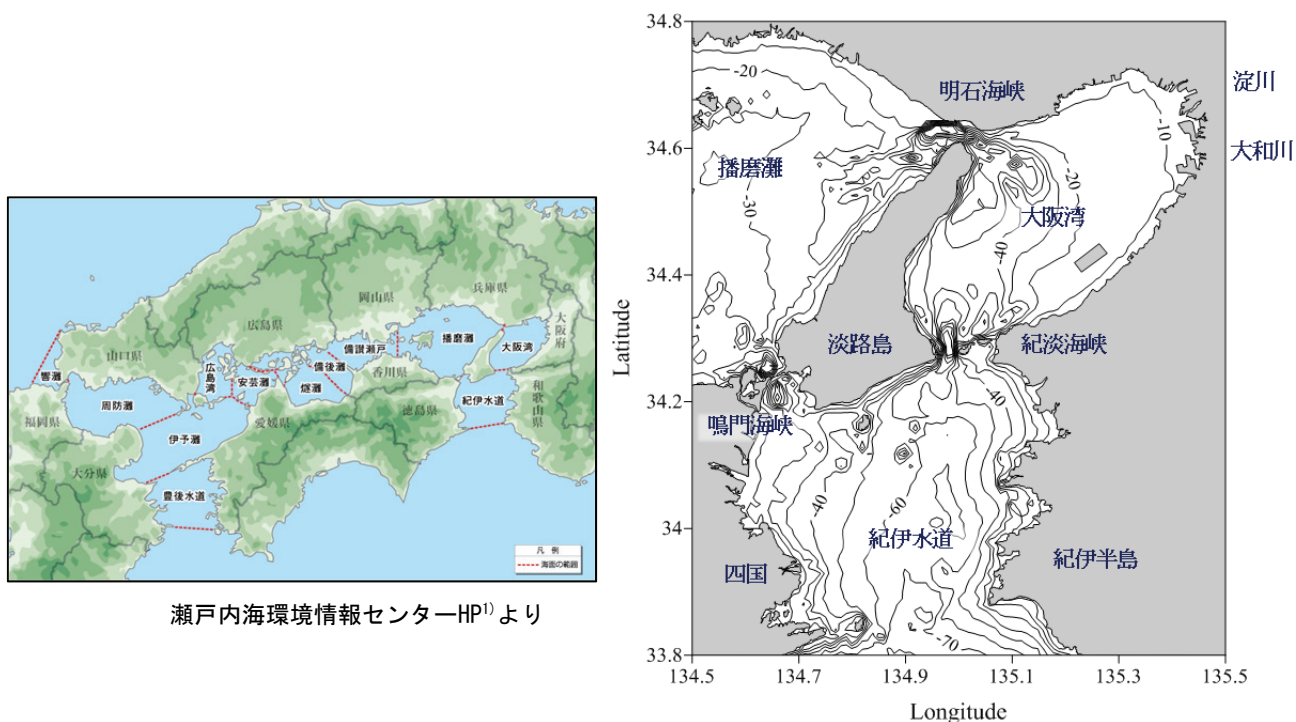 兵庫県
岡山県
広島県
大阪府
山口県
播磨灘
大阪湾
備讃瀬戸
備後灘
広島湾
安芸灘
燧灘
香川県
響灘
周防灘
愛媛県
徳島県
紀伊水道
和歌山県
福岡県
伊予灘
大分県
豊後水道
凡 例
海面の範囲
瀬戸内海環境情報センターHP1)より
34.8
34.6
34.4
34.2
34
33.8
Latitude
-20
明石海峡
淀川
-10
大和川
播磨灘
-20
-30
大阪湾
-40
淡路島
紀淡海峡
-40
鳴門海峡
-40
-60
紀伊水道
四国
紀伊半島
-70
134.5 134.7 134.9 135.1 135.3 135.5
Longitude